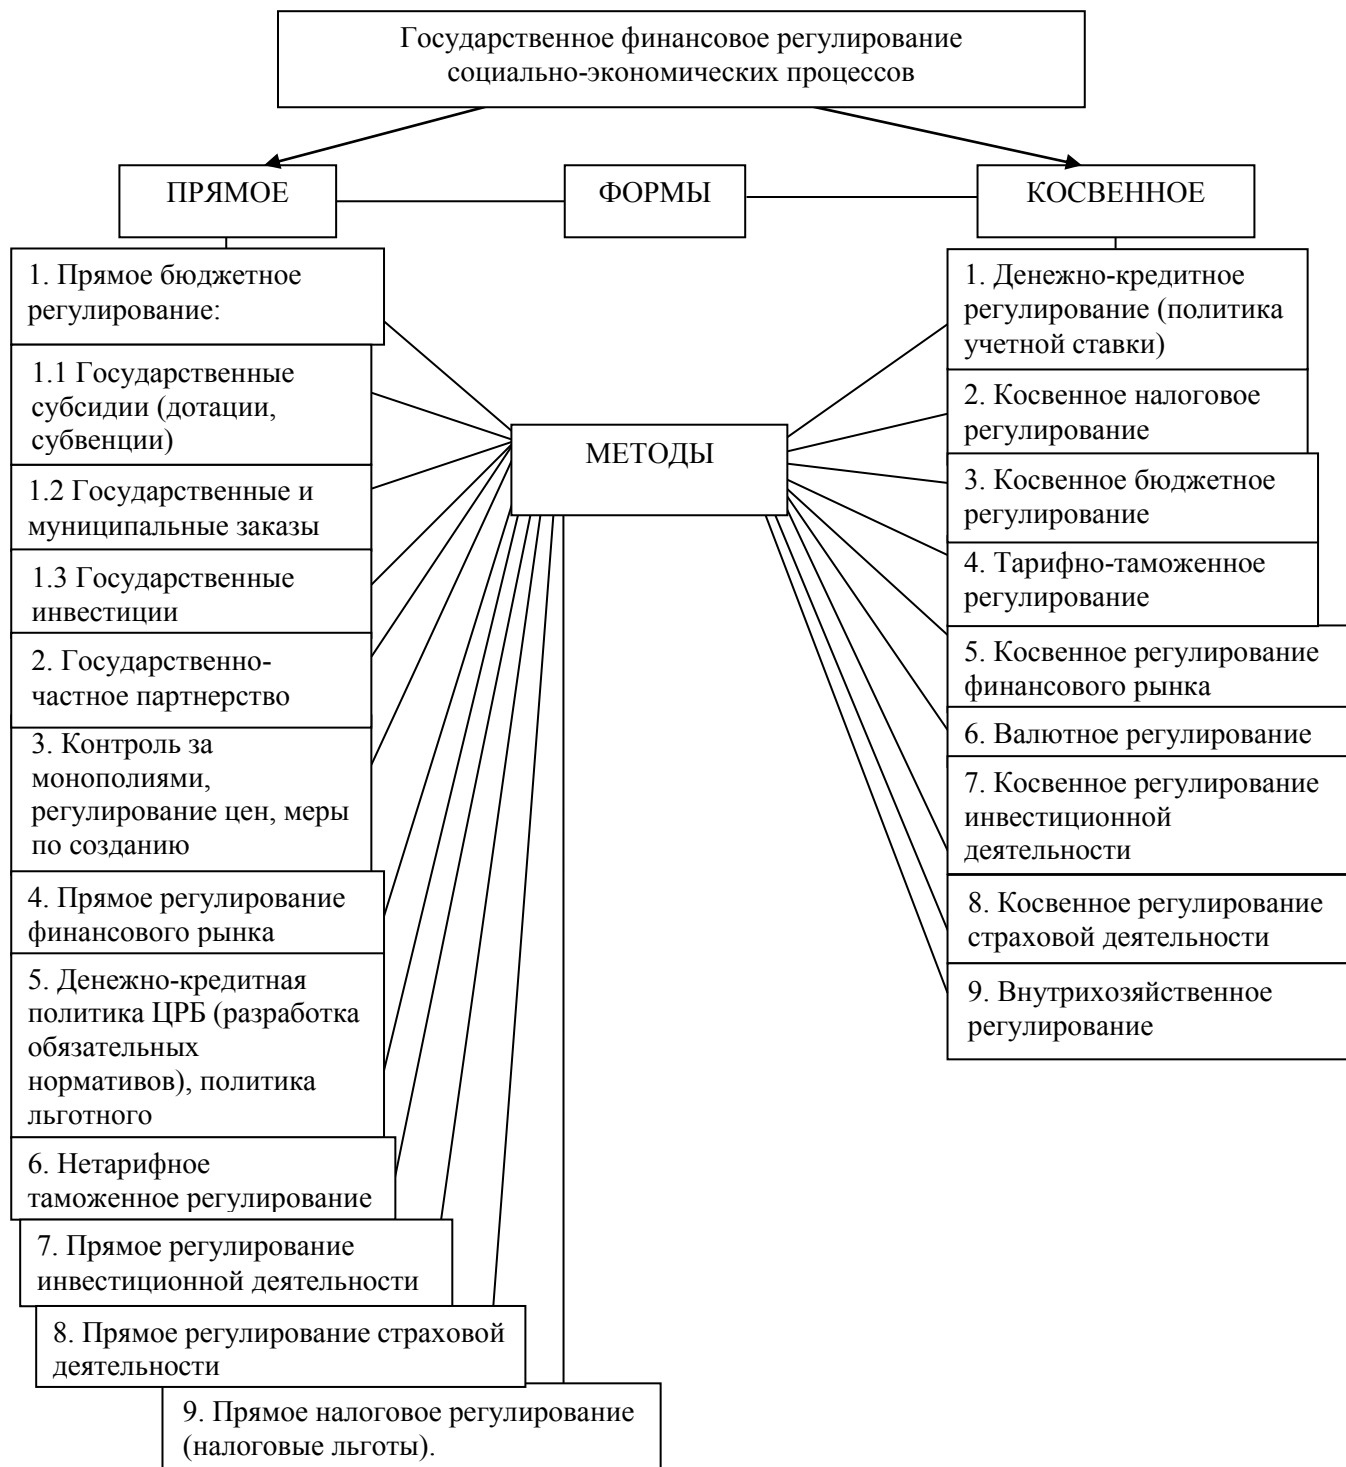 Государственное финансовое регулирование
социально-экономических процессов
ПРЯМОЕ
ФОРМЫ
КОСВЕННОЕ
1. Прямое бюджетное
регулирование:
1.1 Государственные
субсидии (дотации,
субвенции)
1.2 Государственные и
муниципальные заказы
1.3 Государственные
инвестиции
2. Государственно-
частное партнерство
3. Контроль за
монополиями,
регулирование цен, меры
по созданию
4. Прямое регулирование
финансового рынка
5. Денежно-кредитная
политика ЦРБ (разработка
обязательных
нормативов), политика
льготного
6. Нетарифное
таможенное регулирование
7. Прямое регулирование
инвестиционной деятельности
8. Прямое регулирование страховой
деятельности
9. Прямое налоговое регулирование
(налоговые льготы).
МЕТОДЫ
1. Денежно-кредитное
регулирование (политика
учетной ставки)
2. Косвенное налоговое
регулирование
3. Косвенное бюджетное
регулирование
4. Тарифно-таможенное
регулирование
5. Косвенное регулирование
финансового рынка
6. Валютное регулирование
7. Косвенное регулирование
инвестиционной
деятельности
8. Косвенное регулирование
страховой деятельности
9. Внутрихозяйственное
регулирование